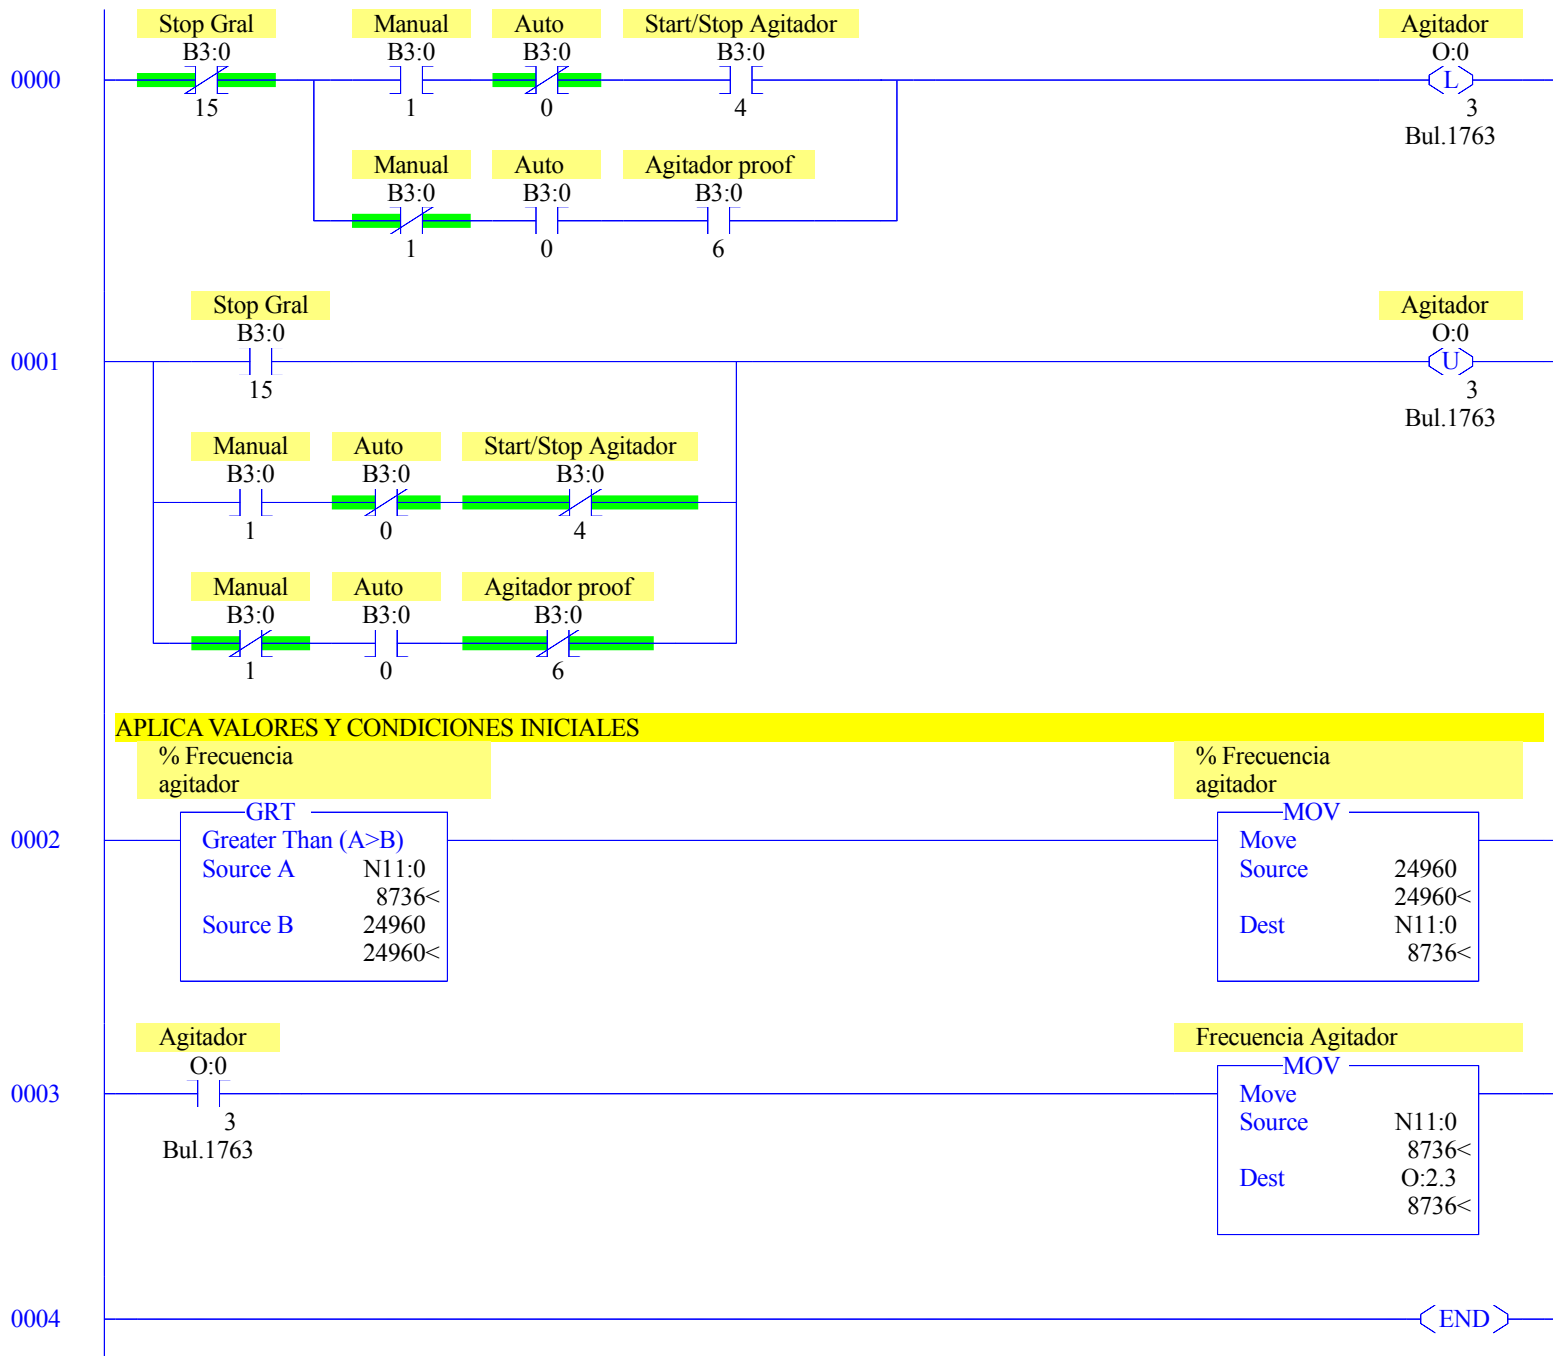 Stop Gral Manual Auto Start/Stop Agitador Agitador
B3:0 B3:0 B3:0 B3:0 O:0
0000 L
15 1 0 4 3
Bul.1763
Manual Auto Agitador proof
B3:0 B3:0 B3:0
1 0 6
Stop Gral Agitador
B3:0 O:0
0001 U
15 3
Bul.1763
Manual Auto Start/Stop Agitador
B3:0 B3:0 B3:0
1 0 4
Manual Auto Agitador proof
B3:0 B3:0 B3:0
1 0 6
APLICA VALORES Y CONDICIONES INICIALES
% Frecuencia
agitador
% Frecuencia
agitador
0002
GRT
Greater Than (A>B)
Source A N11:0
8736<
Source B 24960
24960<
MOV
Move
Source 24960
24960<
Dest N11:0
8736<
Agitador
O:0
0003
3
Bul.1763
Frecuencia Agitador
MOV
Move
Source N11:0
8736<
Dest O:2.3
8736<
0004 END